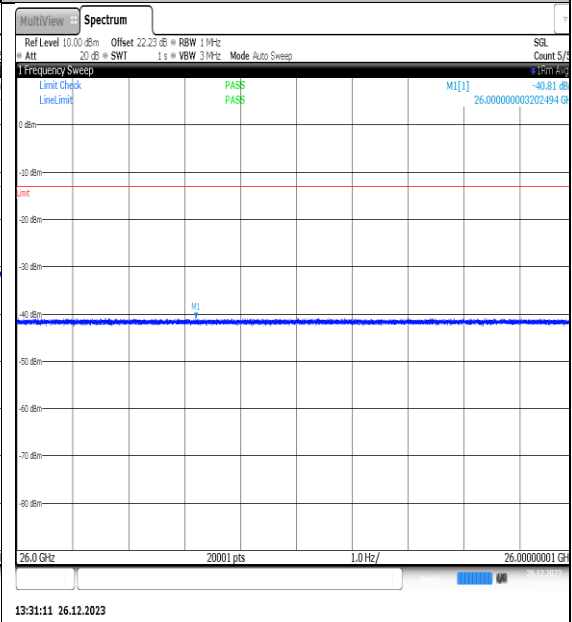 MultiView Spectrum
Ref Level 10.00 dBm Offset 22.23 dB RBW 1 MHz SGL
Att 20 dB SWT 1 s VBW 3 MHz Mode Auto Sweep Count 5/5
1 Frequency Sweep 1Rm Avg
Limit Check PASS M1[1] -40.81 dB
LineLimit PASS 26.000000003202494 GH
0 dBm
-10 dBm
Limit
-20 dBm
-30 dBm
M1
-40 dBm
-50 dBm
-60 dBm
-70 dBm
-80 dBm
26.0 GHz 20001 pts 1.0 Hz/ 26.00000001 GH
26.12.2023
13:31:11 26.12.2023